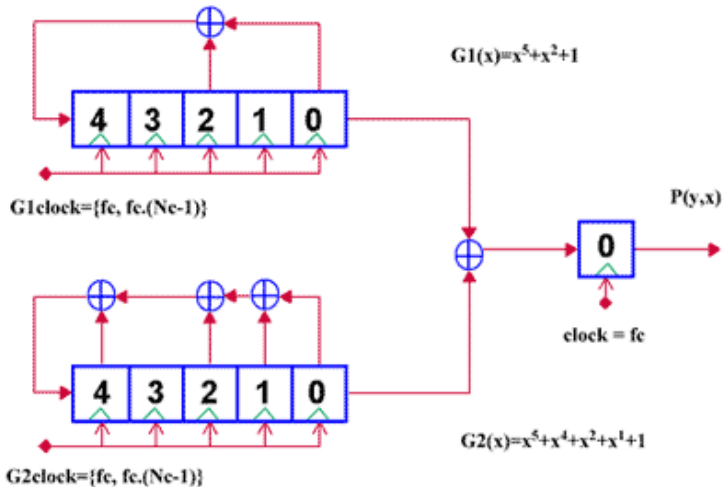 G1(x)=x⁵+x²+1
4 3 2 1 0
G1clock={fc, fc.(Nc-1)}
P(y,x)
0
clock = fc
4 3 2 1 0
G2(x)=x⁵+x⁴+x²+x¹+1
G2clock={fc, fc.(Nc-1)}